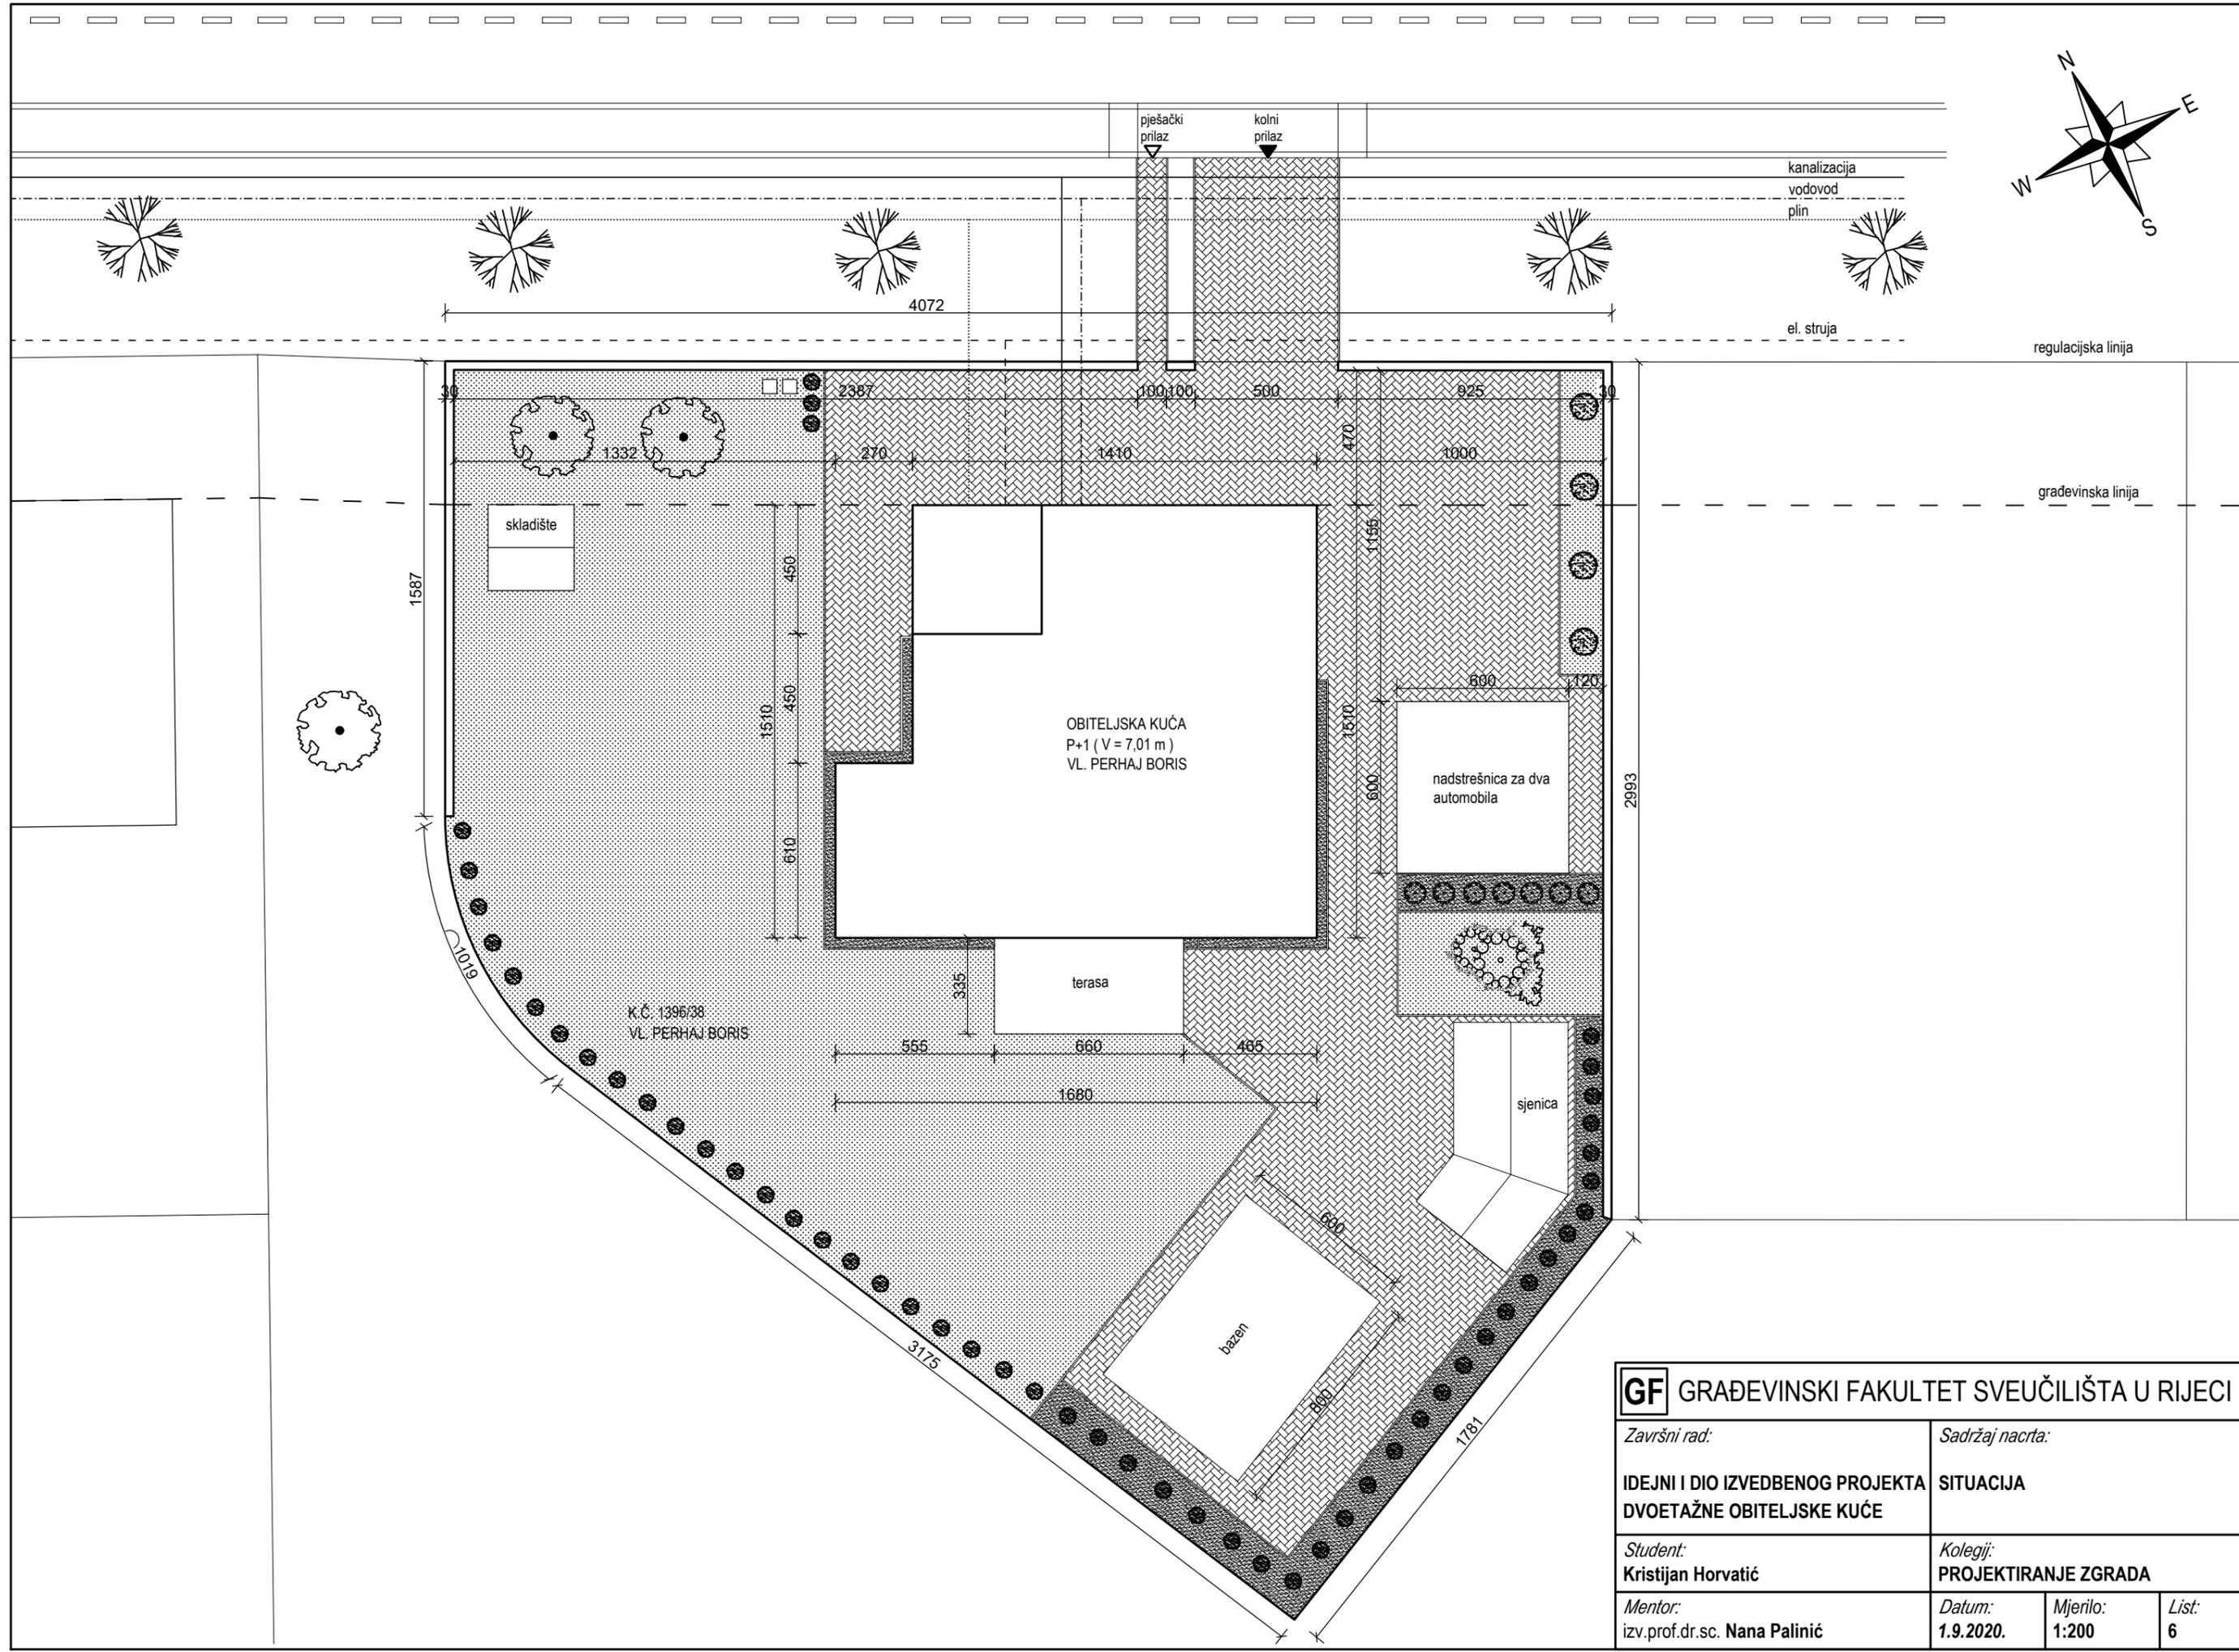 N
E
W
S
pješački
prilaz
kolni
prilaz
kanalizacija
vodovod
plin
4072
el. struja
regulacijska linija
30
2387
100
100
500
925
30
470
1332
270
1410
1000
građevinska linija
skladište
1155
450
1587
600
120
450
1510
1510
OBITELJSKA KUĆA
P+1 ( V = 7,01 m )
VL. PERHAJ BORIS
nadstrešnica za dva
automobila
600
2993
610
1019
335
terasa
K.Č. 1396/38
VL. PERHAJ BORIS
555
660
465
1680
sjenica
600
bazen
800
3175
1781
GF GRAĐEVINSKI FAKULTET SVEUČILIŠTA U RIJECI
Završni rad:
IDEJNI I DIO IZVEDBENOG PROJEKTA
DVOETAŽNE OBITELJSKE KUĆE
Sadržaj nacrta:
SITUACIJA
Student:
Kristijan Horvatić
Kolegij:
PROJEKTIRANJE ZGRADA
Mentor:
izv.prof.dr.sc. Nana Palinić
Datum:
1.9.2020.
Mjerilo:
1:200
List:
6